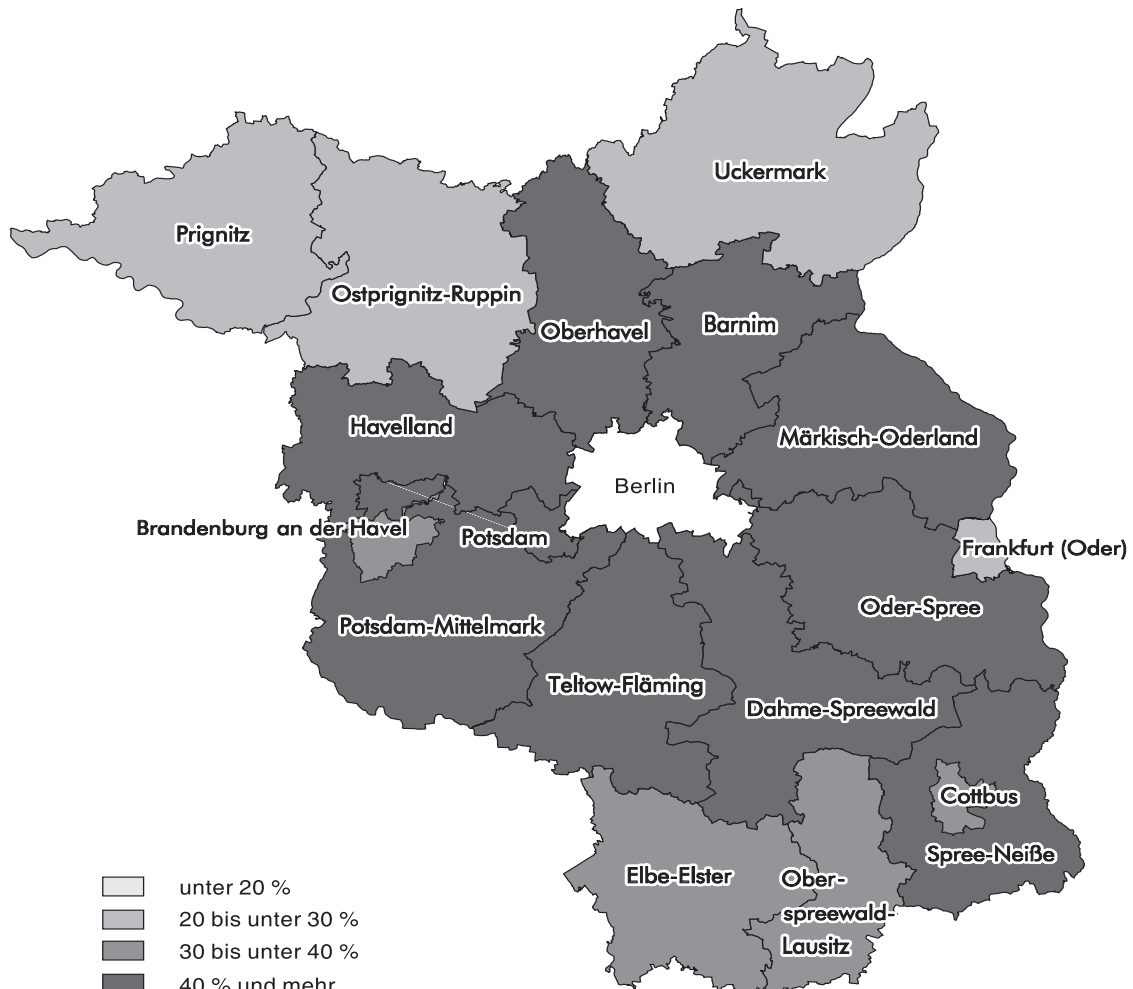 Uckermark
Prignitz
Ostprignitz-Ruppin
Oberhavel
Barnim
Havelland
Märkisch-Oderland
Berlin
Brandenburg an der Havel
Potsdam
Frankfurt (Oder)
Oder-Spree
Potsdam-Mittelmark
Teltow-Fläming
Dahme-Spreewald
Cottbus
Spree-Neiße
Elbe-Elster
Ober-
spreewald-
Lausitz
unter 20 %
20 bis unter 30 %
30 bis unter 40 %
40 % und mehr